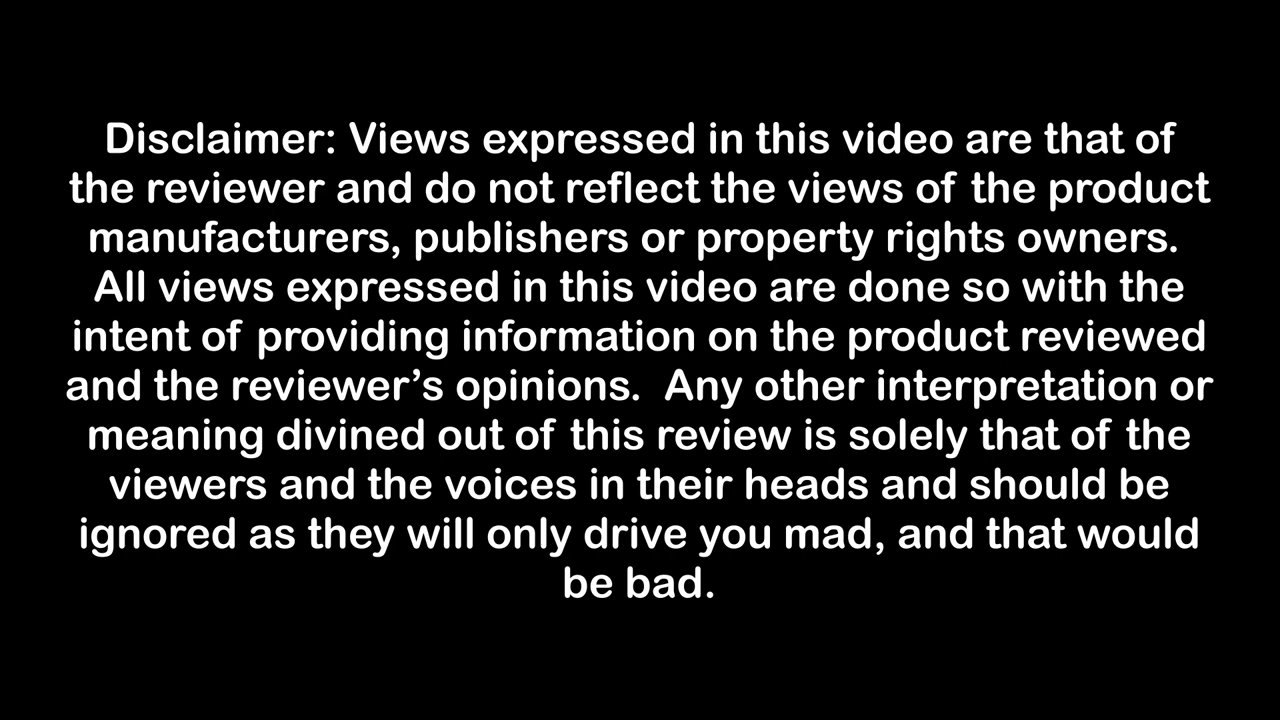 Disclaimer: Views expressed in this video are that of
the reviewer and do not reflect the views of the product
manufacturers, publishers or property rights owners.
All views expressed in this video are done so with the
intent of providing information on the product reviewed
and the reviewer’s opinions.  Any other interpretation or
meaning divined out of this review is solely that of the
viewers and the voices in their heads and should be
ignored as they will only drive you mad, and that would
be bad.